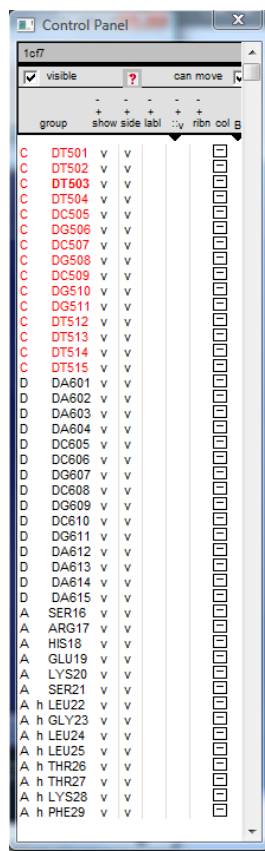 Control Panel
1cf7
visible ? can move
- - - - -
+ + + + +
group show side labl ::v ribn col B
C DT501 v v
C DT502 v v
C DT503 v v
C DT504 v v
C DC505 v v
C DG506 v v
C DC507 v v
C DG508 v v
C DC509 v v
C DG510 v v
C DG511 v v
C DT512 v v
C DT513 v v
C DT514 v v
C DT515 v v
D DA601 v v
D DA602 v v
D DA603 v v
D DA604 v v
D DC605 v v
D DC606 v v
D DG607 v v
D DC608 v v
D DG609 v v
D DC610 v v
D DG611 v v
D DA612 v v
D DA613 v v
D DA614 v v
D DA615 v v
A SER16 v v
A ARG17 v v
A HIS18 v v
A GLU19 v v
A LYS20 v v
A SER21 v v
A h LEU22 v v
A h GLY23 v v
A h LEU24 v v
A h LEU25 v v
A h THR26 v v
A h THR27 v v
A h LYS28 v v
A h PHE29 v v